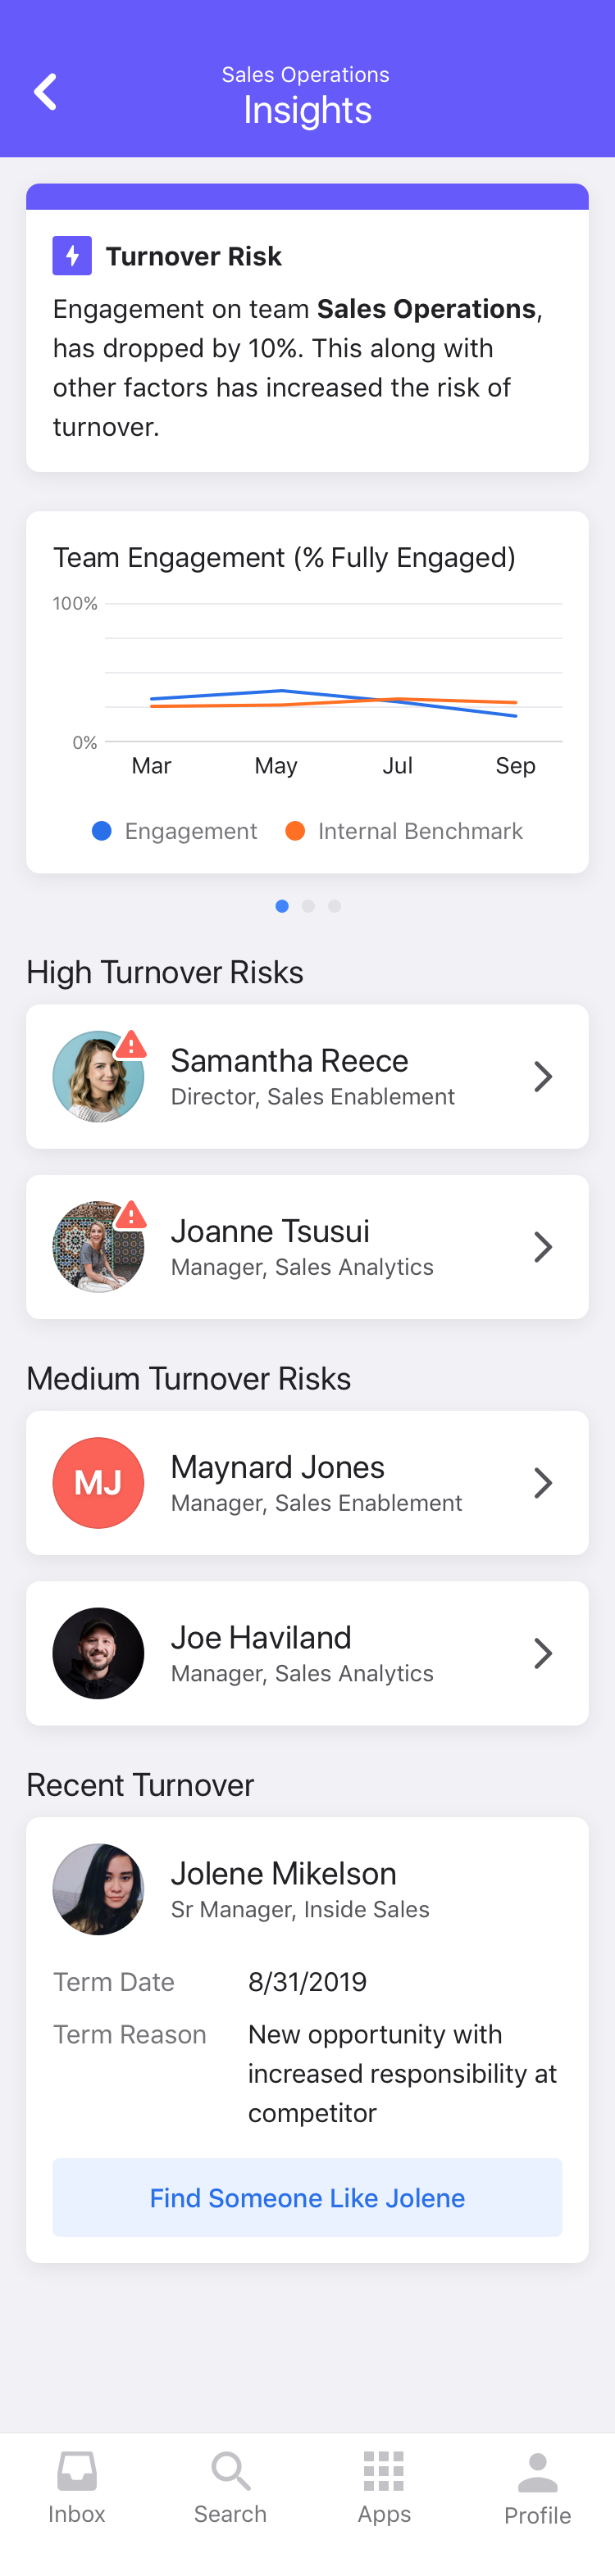 Sales Operations
Insights
Turnover Risk
Engagement on team Sales Operations,
has dropped by 10%. This along with
other factors has increased the risk of
turnover.
Team Engagement (% Fully Engaged)
100%
0%
Mar May Jul Sep
Engagement Internal Benchmark
High Turnover Risks
Samantha Reece
Director, Sales Enablement
Joanne Tsusui
Manager, Sales Analytics
Medium Turnover Risks
MJ
Maynard Jones
Manager, Sales Enablement
Joe Haviland
Manager, Sales Analytics
Recent Turnover
Jolene Mikelson
Sr Manager, Inside Sales
Term Date 8/31/2019
Term Reason New opportunity with
increased responsibility at
competitor
Find Someone Like Jolene
Inbox Search Apps Profile